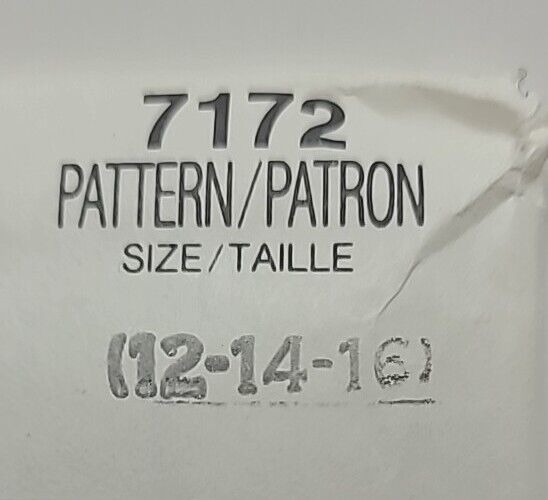 7172
PATTERN/PATRON
SIZE/TAILLE
(12-14-16)